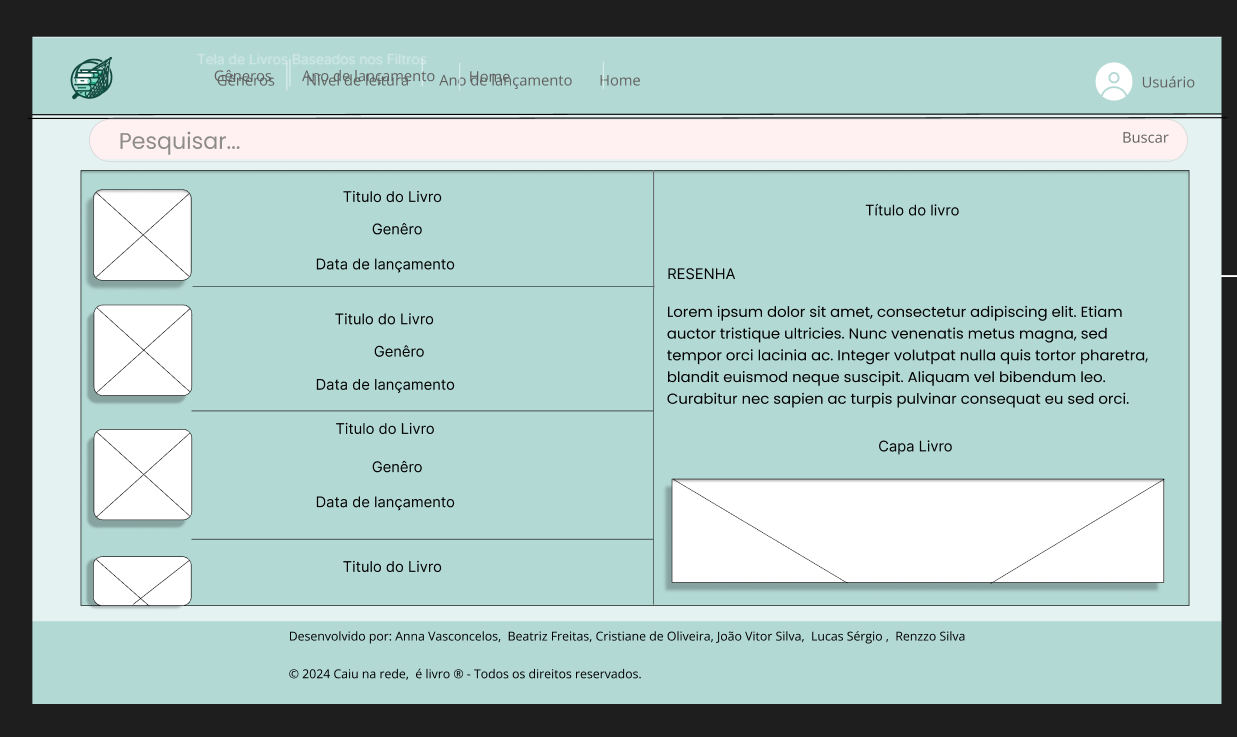 Tela de Livros Baseados nos Filtros
Gêneros Ano de lançamento Home
Gêneros Nível de leitura Ano de lançamento Home
Usuário
Pesquisar...
Buscar
Titulo do Livro
Genêro
Data de lançamento
Titulo do Livro
Genêro
Data de lançamento
Titulo do Livro
Genêro
Data de lançamento
Titulo do Livro
Título do livro
RESENHA
Lorem ipsum dolor sit amet, consectetur adipiscing elit. Etiam
auctor tristique ultricies. Nunc venenatis metus magna, sed
tempor orci lacinia ac. Integer volutpat nulla quis tortor pharetra,
blandit euismod neque suscipit. Aliquam vel bibendum leo.
Curabitur nec sapien ac turpis pulvinar consequat eu sed orci.
Capa Livro
Desenvolvido por: Anna Vasconcelos, Beatriz Freitas, Cristiane de Oliveira, João Vitor Silva, Lucas Sérgio , Renzzo Silva
© 2024 Caiu na rede, é livro ® - Todos os direitos reservados.